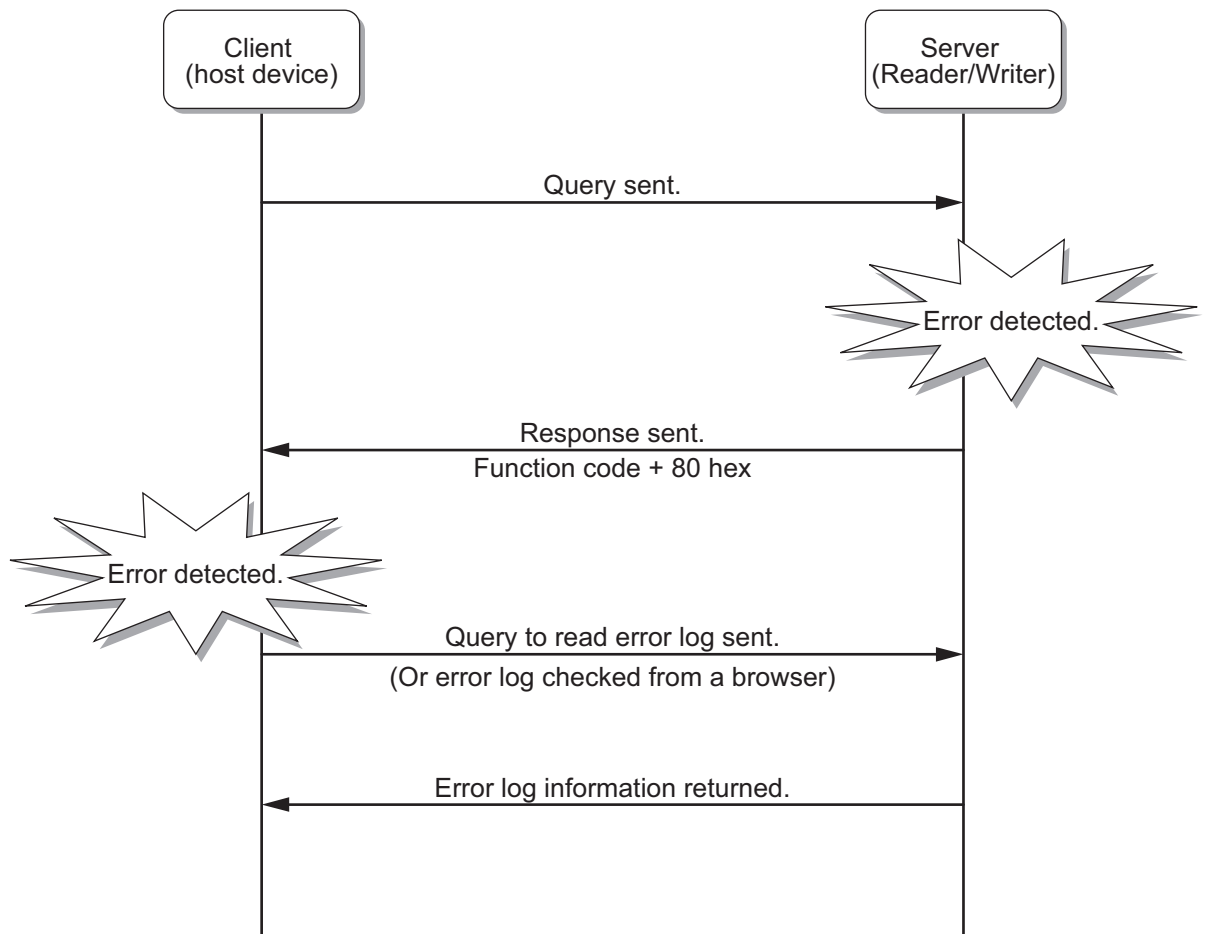 Client
(host device)
Server
(Reader/Writer)
Query sent.
Error detected.
Response sent.
Function code + 80 hex
Error detected.
Query to read error log sent.
(Or error log checked from a browser)
Error log information returned.